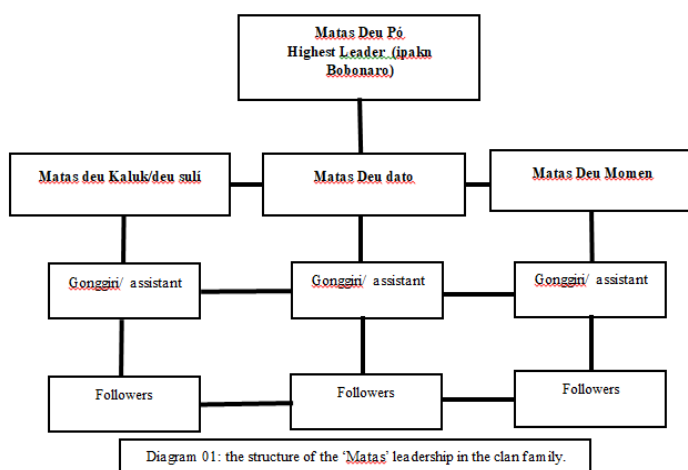 Matas Deu Pó
Highest Leader (ipakn
Bobonaro)
Matas deu Kaluk/deu sulí
Matas Deu dato
Matas Deu Momen
Gonggiri/ assistant
Gonggiri/ assistant
Gonggiri/ assistant
Followers
Followers
Followers
Diagram 01: the structure of the ‘Matas’ leadership in the clan family.